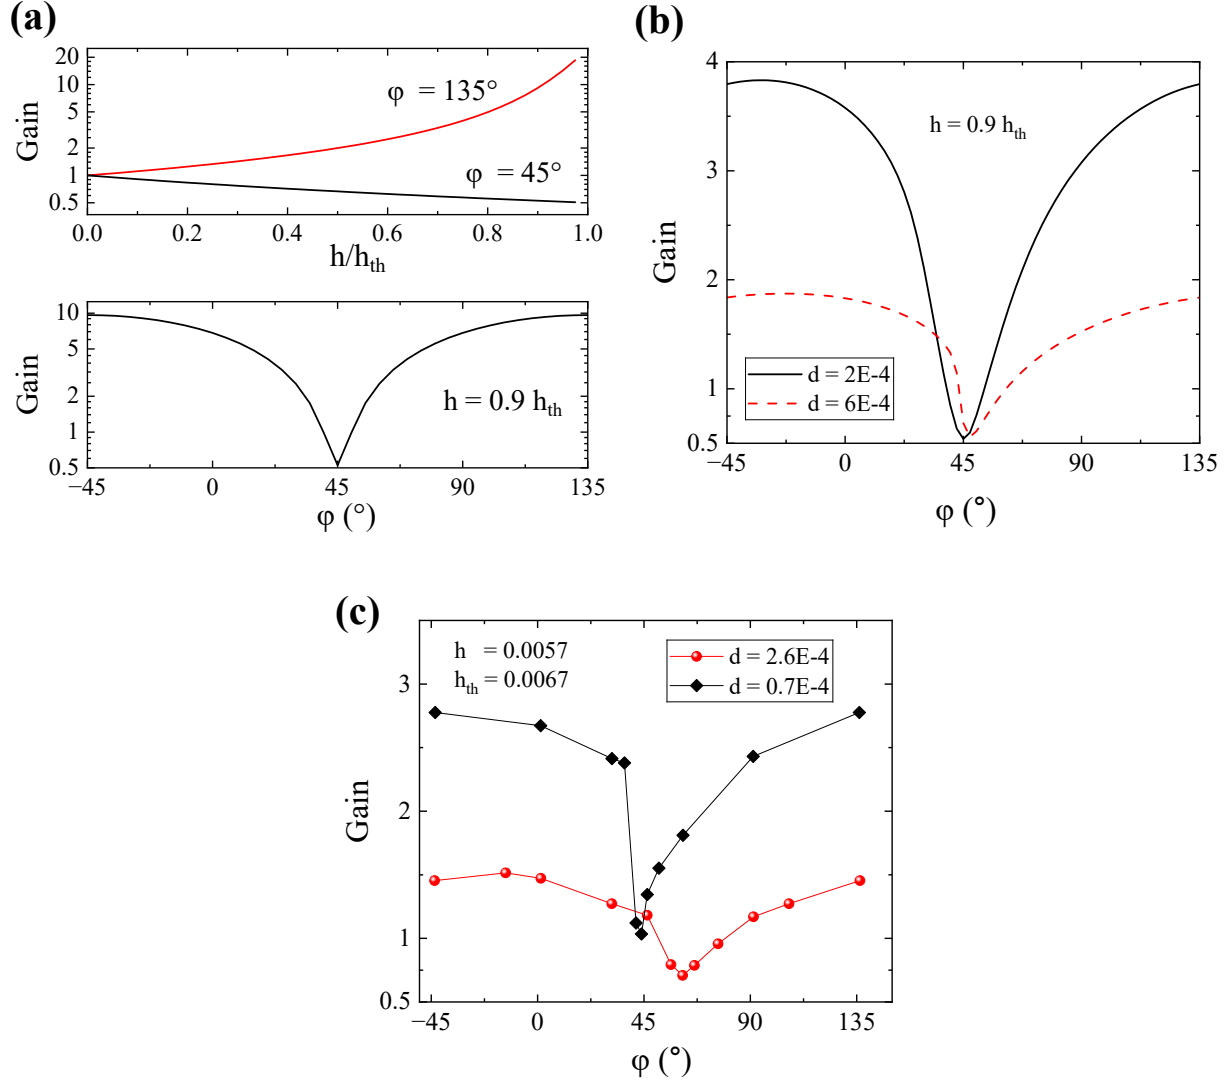 (a)
20
10
5
2
1
0.5
Gain
φ = 135°
φ = 45°
0.0 0.2 0.4 0.6 0.8 1.0
h/hth
10
5
2
1
0.5
Gain
h = 0.9 hth
−45 0 45 90 135
φ (°)
(b)
4
3
2
1
0.5
Gain
h = 0.9 hth
d = 2E-4
d = 6E-4
−45 0 45 90 135
φ (°)
(c)
3
2
1
0.5
Gain
h = 0.0057
hth = 0.0067
d = 2.6E-4
d = 0.7E-4
−45 0 45 90 135
φ (°)